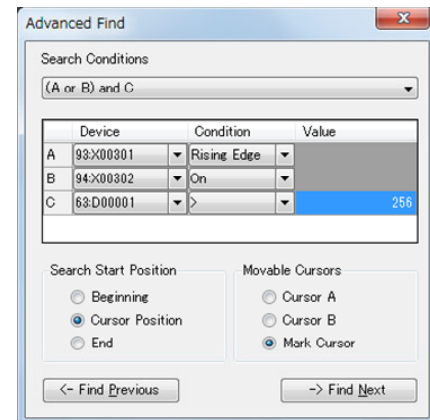 Advanced Find
x
Search Conditions
(A or B) and C
Device Condition Value
A 93:X00301 Rising Edge
B 94:X00302 On
C 63:D00001 > 256
Search Start Position Movable Cursors
Beginning Cursor A
Cursor Position Cursor B
End Mark Cursor
<- Find Previous -> Find Next